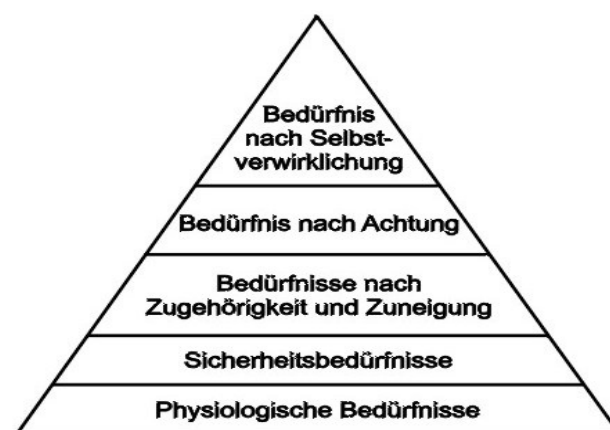 Bedürfnis
nach Selbst-
verwirklichung
Bedürfnis nach Achtung
Bedürfnisse nach
Zugehörigkeit und Zuneigung
Sicherheitsbedürfnisse
Physiologische Bedürfnisse